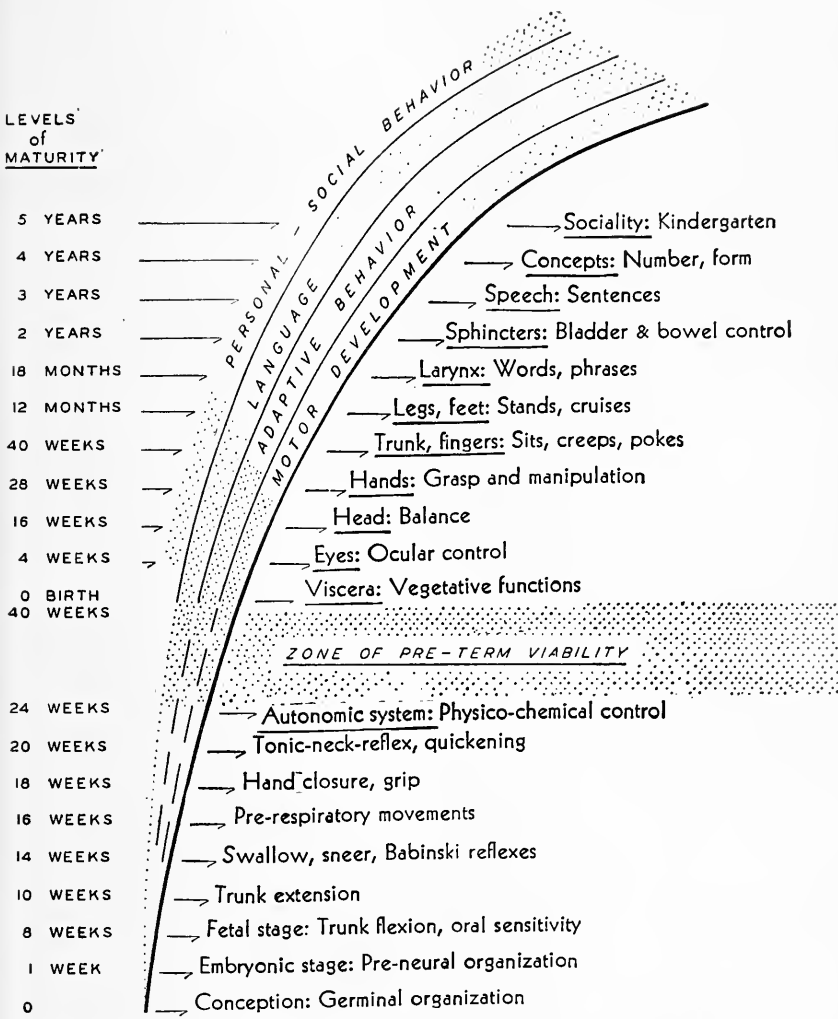 LEVELS
of
MATURITY
PERSONAL - SOCIAL BEHAVIOR
LANGUAGE
ADAPTIVE BEHAVIOR
MOTOR DEVELOPMENT
5 YEARS Sociality: Kindergarten
4 YEARS Concepts: Number, form
3 YEARS Speech: Sentences
2 YEARS Sphincters: Bladder & bowel control
18 MONTHS Larynx: Words, phrases
12 MONTHS Legs, feet: Stands, cruises
40 WEEKS Trunk, fingers: Sits, creeps, pokes
28 WEEKS Hands: Grasp and manipulation
16 WEEKS Head: Balance
4 WEEKS Eyes: Ocular control
0 BIRTH Viscera: Vegetative functions
40 WEEKS
ZONE OF PRE-TERM VIABILITY
24 WEEKS Autonomic system: Physico-chemical control
20 WEEKS Tonic-neck-reflex, quickening
18 WEEKS Hand closure, grip
16 WEEKS Pre-respiratory movements
14 WEEKS Swallow, sneer, Babinski reflexes
10 WEEKS Trunk extension
8 WEEKS Fetal stage: Trunk flexion, oral sensitivity
1 WEEK Embryonic stage: Pre-neural organization
0 Conception: Germinal organization